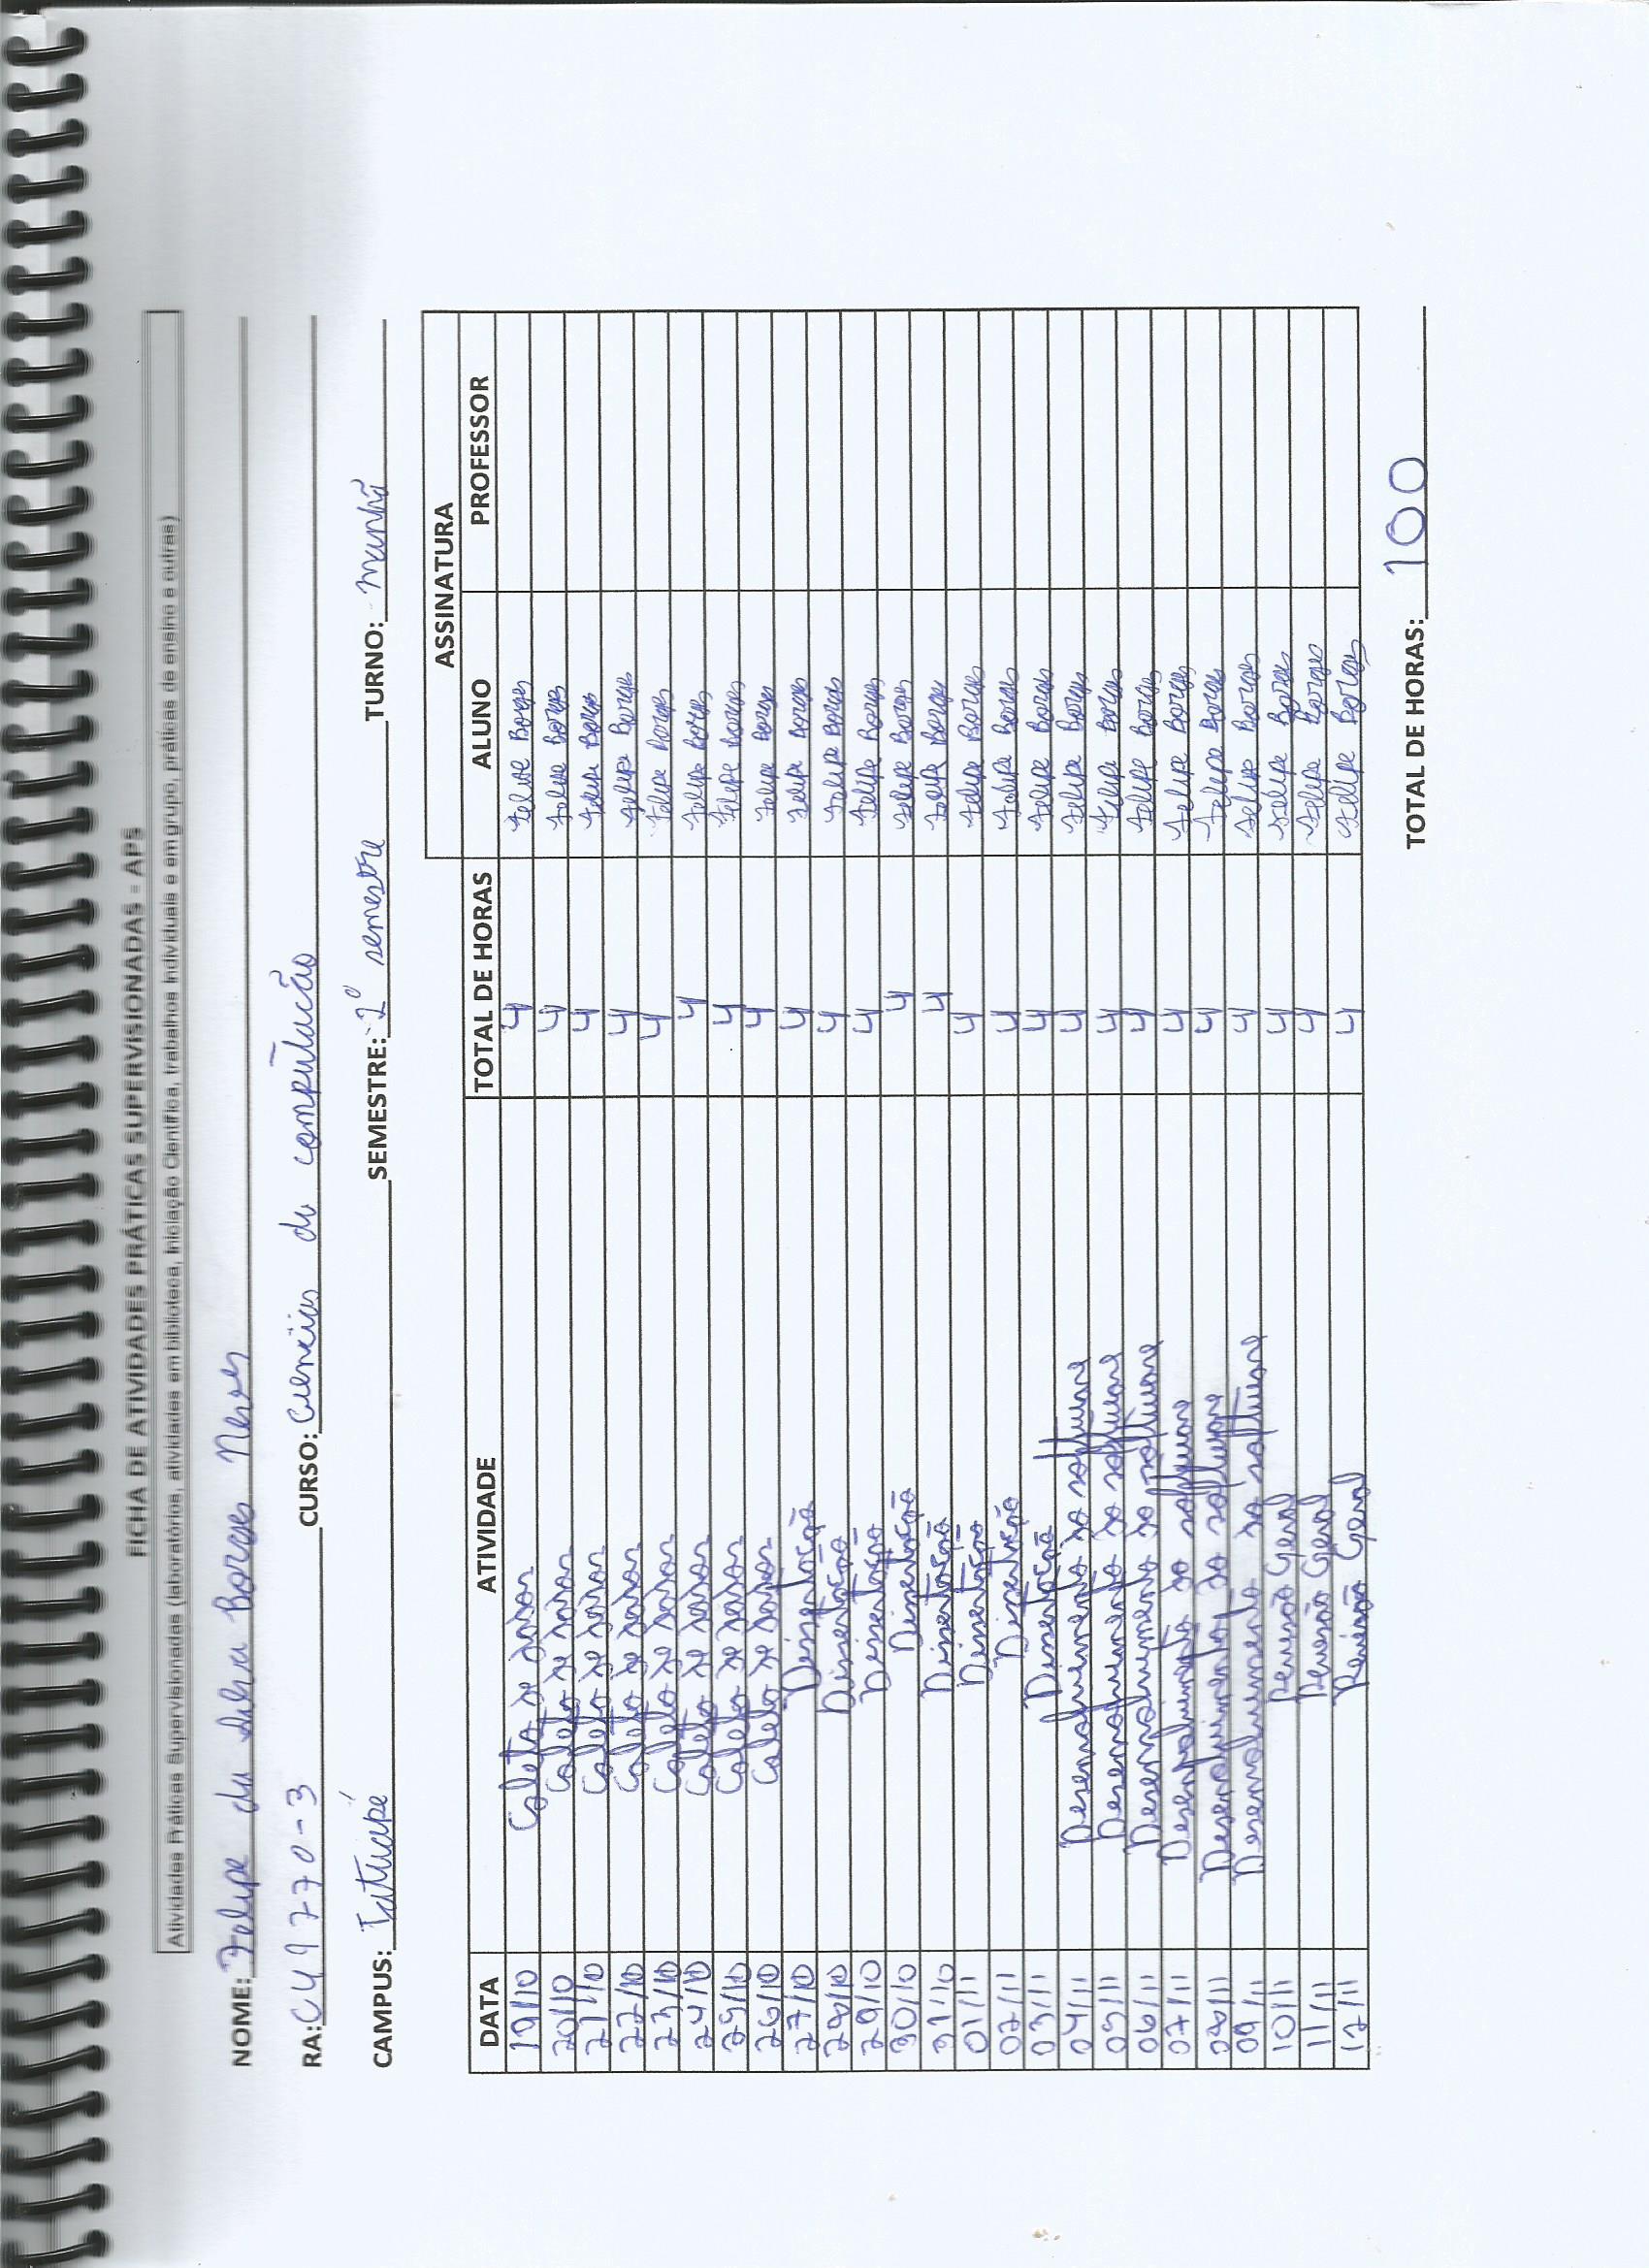 FICHA DE ATIVIDADES PRÁTICAS SUPERVISIONADAS - APS
Atividades Práticas Supervisionadas (laboratórios, atividades em biblioteca, Iniciação Científica, trabalhos individuais e em grupo, práticas de ensino e outras)
NOME: Felipe da Silva Borges Neves
RA: C49770-3 CURSO: Ciencias da computacão
CAMPUS: Tatuapé SEMESTRE: 2º semestre TURNO: Manhã
ASSINATURA
DATA ATIVIDADE TOTAL DE HORAS ALUNO PROFESSOR
19/10 Coleta de dados 4 Felipe Borges
20/10 Coleta de dados 4 Felipe Borges
21/10 Coleta de dados 4 Felipe Borges
22/10 Coleta de dados 4 Felipe Borges
23/10 Coleta de dados 4 Felipe Borges
24/10 Coleta de dados 4 Felipe Borges
25/10 Coleta de dados 4 Felipe Borges
26/10 Coleta de dados 4 Felipe Borges
27/10 Dissertação 4 Felipe Borges
28/10 Dissertação 4 Felipe Borges
29/10 Dissertação 4 Felipe Borges
30/10 Dissertação 4 Felipe Borges
31/10 Dissertação 4 Felipe Borges
01/11 Dissertação 4 Felipe Borges
02/11 Dissertação 4 Felipe Borges
03/11 Dissertação 4 Felipe Borges
04/11 Desenvolvimento do software 4 Felipe Borges
05/11 Desenvolvimento do software 4 Felipe Borges
06/11 Desenvolvimento do software 4 Felipe Borges
07/11 Desenvolvimento do software 4 Felipe Borges
08/11 Desenvolvimento do software 4 Felipe Borges
09/11 Desenvolvimento do software 4 Felipe Borges
10/11 Revisão Geral 4 Felipe Borges
11/11 Revisão Geral 4 Felipe Borges
12/11 Revisão Geral 4 Felipe Borges
TOTAL DE HORAS: 100